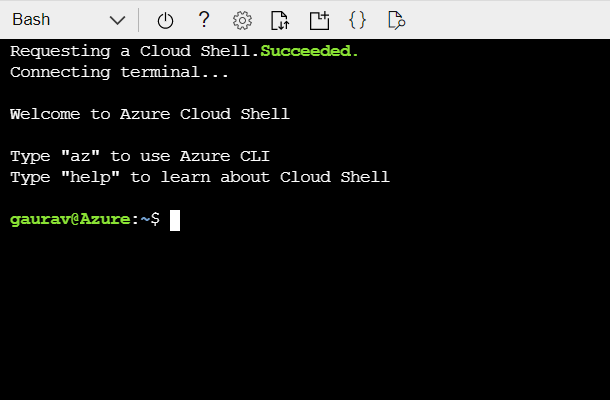 Bash
Requesting a Cloud Shell.Succeeded.
Connecting terminal...
Welcome to Azure Cloud Shell
Type "az" to use Azure CLI
Type "help" to learn about Cloud Shell
gaurav@Azure:~$